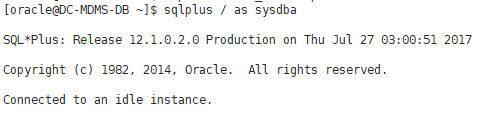 [oracle@DC-MDMS-DB ~]$ sqlplus / as sysdba
SQL*Plus: Release 12.1.0.2.0 Production on Thu Jul 27 03:00:51 2017
Copyright (c) 1982, 2014, Oracle.  All rights reserved.
Connected to an idle instance.